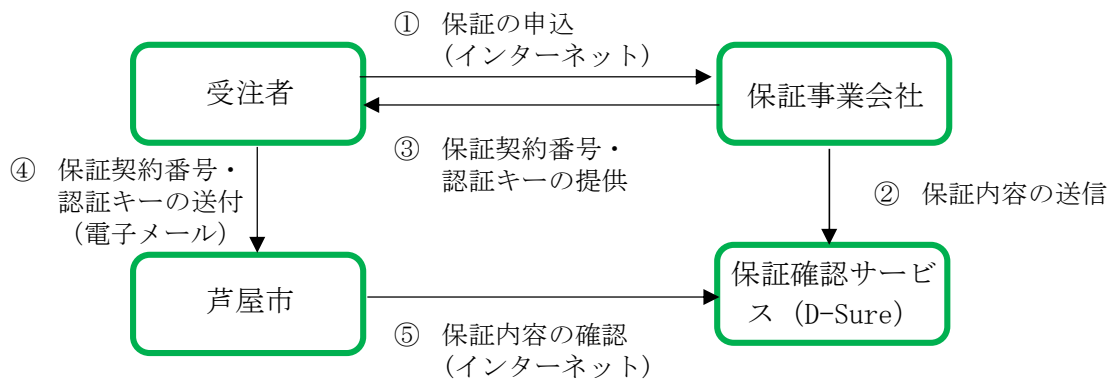 ① 保証の申込
（インターネット）
受注者
保証事業会社
③ 保証契約番号・
認証キーの提供
④ 保証契約番号・
認証キーの送付
（電子メール）
② 保証内容の送信
芦屋市
保証確認サービ
ス（D-Sure）
⑤ 保証内容の確認
（インターネット）